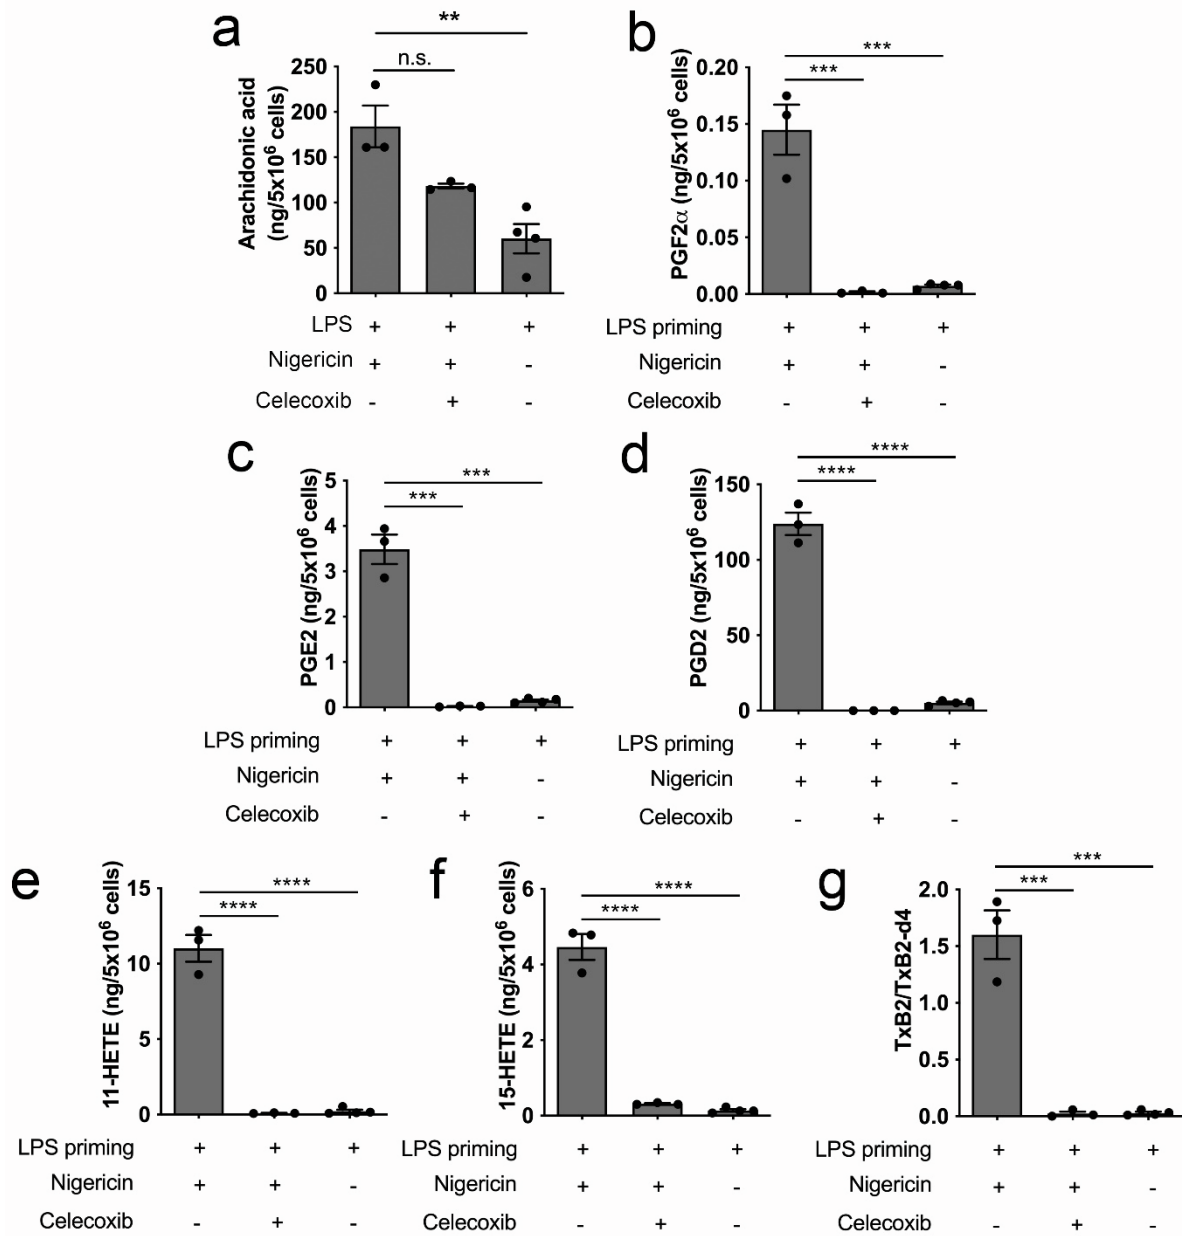 a
**
n.s.
Arachidonic acid
(ng/5x10⁶ cells)
250
200
150
100
50
0
LPS + + +
Nigericin + + -
Celecoxib - + -
b
***
***
PGF2α (ng/5x10⁶ cells)
0.20
0.15
0.10
0.05
0.00
LPS priming + + +
Nigericin + + -
Celecoxib - + -
c
***
***
PGE2 (ng/5x10⁶ cells)
5
4
3
2
1
0
LPS priming + + +
Nigericin + + -
Celecoxib - + -
d
****
****
PGD2 (ng/5x10⁶ cells)
150
100
50
0
LPS priming + + +
Nigericin + + -
Celecoxib - + -
e
****
****
11-HETE (ng/5x10⁶ cells)
15
10
5
0
LPS priming + + +
Nigericin + + -
Celecoxib - + -
f
****
****
15-HETE (ng/5x10⁶ cells)
6
4
2
0
LPS priming + + +
Nigericin + + -
Celecoxib - + -
g
***
***
TxB2/TxB2-d4
2.0
1.5
1.0
0.5
0.0
LPS priming + + +
Nigericin + + -
Celecoxib - + -